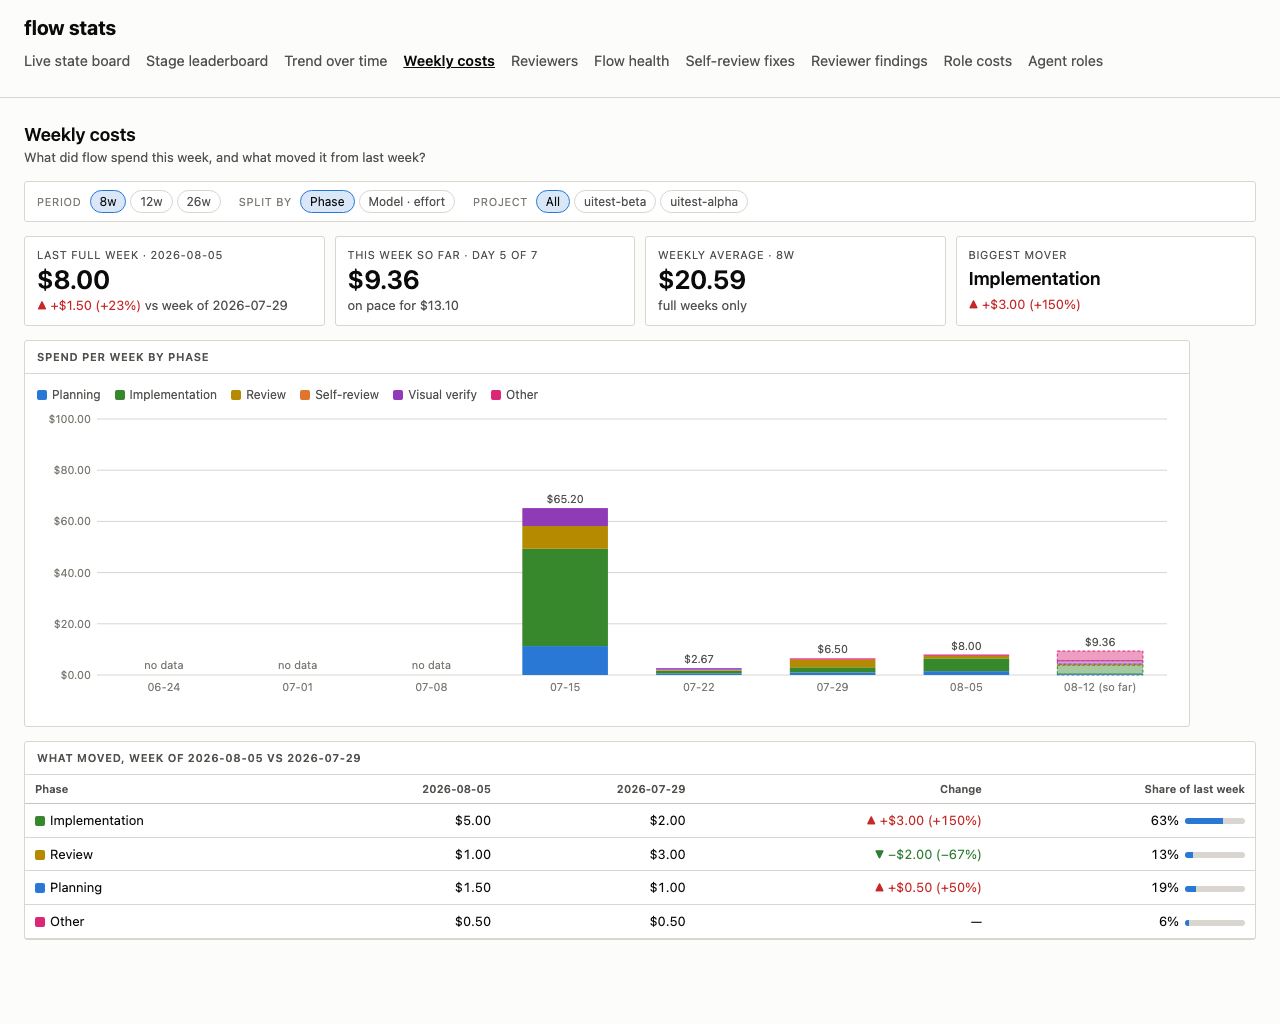 flow stats
Live state board Stage leaderboard Trend over time Weekly costs Reviewers Flow health Self-review fixes Reviewer findings Role costs Agent roles
Weekly costs
What did flow spend this week, and what moved it from last week?
PERIOD 8w 12w 26w SPLIT BY Phase Model · effort PROJECT All uitest-beta uitest-alpha
LAST FULL WEEK · 2026-08-05
$8.00
▲ +$1.50 (+23%) vs week of 2026-07-29
THIS WEEK SO FAR · DAY 5 OF 7
$9.36
on pace for $13.10
WEEKLY AVERAGE · 8W
$20.59
full weeks only
BIGGEST MOVER
Implementation
▲ +$3.00 (+150%)
SPEND PER WEEK BY PHASE
Planning Implementation Review Self-review Visual verify Other
$100.00
$80.00
$60.00
$40.00
$20.00
$0.00
no data no data no data $65.20 $2.67 $6.50 $8.00 $9.36
06-24 07-01 07-08 07-15 07-22 07-29 08-05 08-12 (so far)
WHAT MOVED, WEEK OF 2026-08-05 VS 2026-07-29
Phase 2026-08-05 2026-07-29 Change Share of last week
Implementation $5.00 $2.00 ▲ +$3.00 (+150%) 63%
Review $1.00 $3.00 ▼ −$2.00 (−67%) 13%
Planning $1.50 $1.00 ▲ +$0.50 (+50%) 19%
Other $0.50 $0.50 — 6%